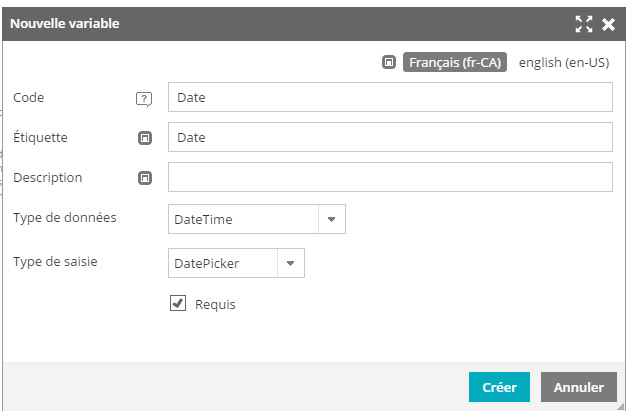 Nouvelle variable
Français (fr-CA) english (en-US)
Code ? Date
Étiquette Date
Description
Type de données DateTime
Type de saisie DatePicker
Requis
Créer Annuler